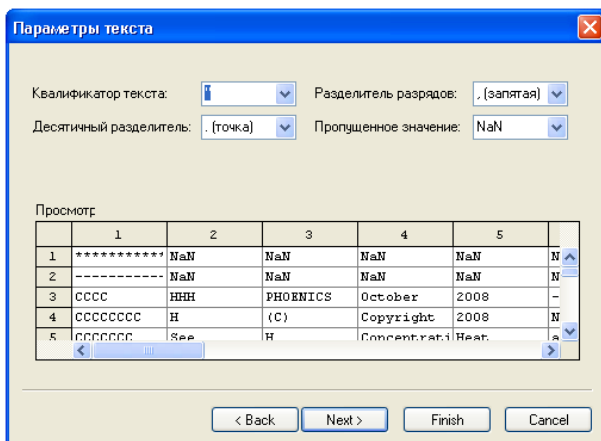 Параметры текста
Квалификатор текста: " Разделитель разрядов: , (запятая)
Десятичный разделитель: . (точка) Пропущенное значение: NaN
Просмотр
1 2 3 4 5
1 *********** NaN NaN NaN NaN N
2 ----------- NaN NaN NaN NaN N
3 CCCC HHH PHOENICS October 2008 -
4 CCCCCCCC H (C) Copyright 2008 N
5 CCCCCCC See H Concentrati Heat a
< Back Next > Finish Cancel